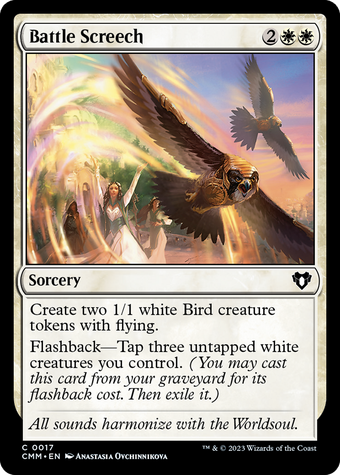 Battle Screech 2
Sorcery
Create two 1/1 white Bird creature
tokens with flying.
Flashback—Tap three untapped white
creatures you control. (You may cast
this card from your graveyard for its
flashback cost. Then exile it.)
All sounds harmonize with the Worldsoul.
C 0017
CMM • EN Anastasia Ovchinnikova
™ & © 2023 Wizards of the Coast